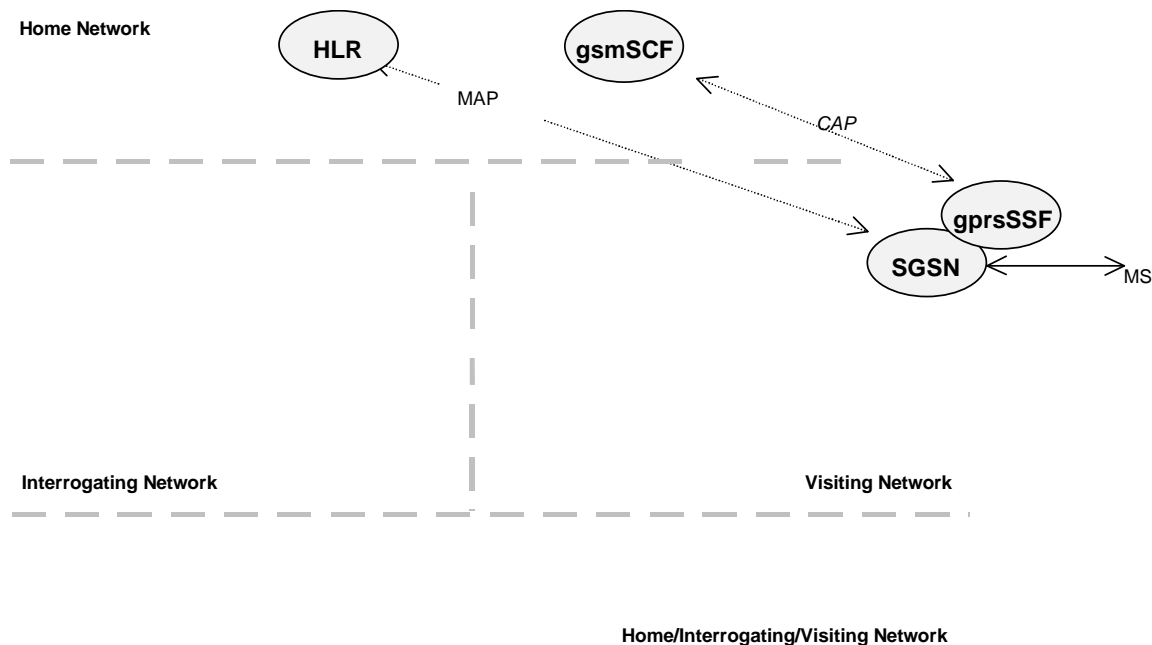 Home Network
HLR
gsmSCF
MAP
CAP
gprsSSF
SGSN
MS
Interrogating Network
Visiting Network
Home/Interrogating/Visiting Network